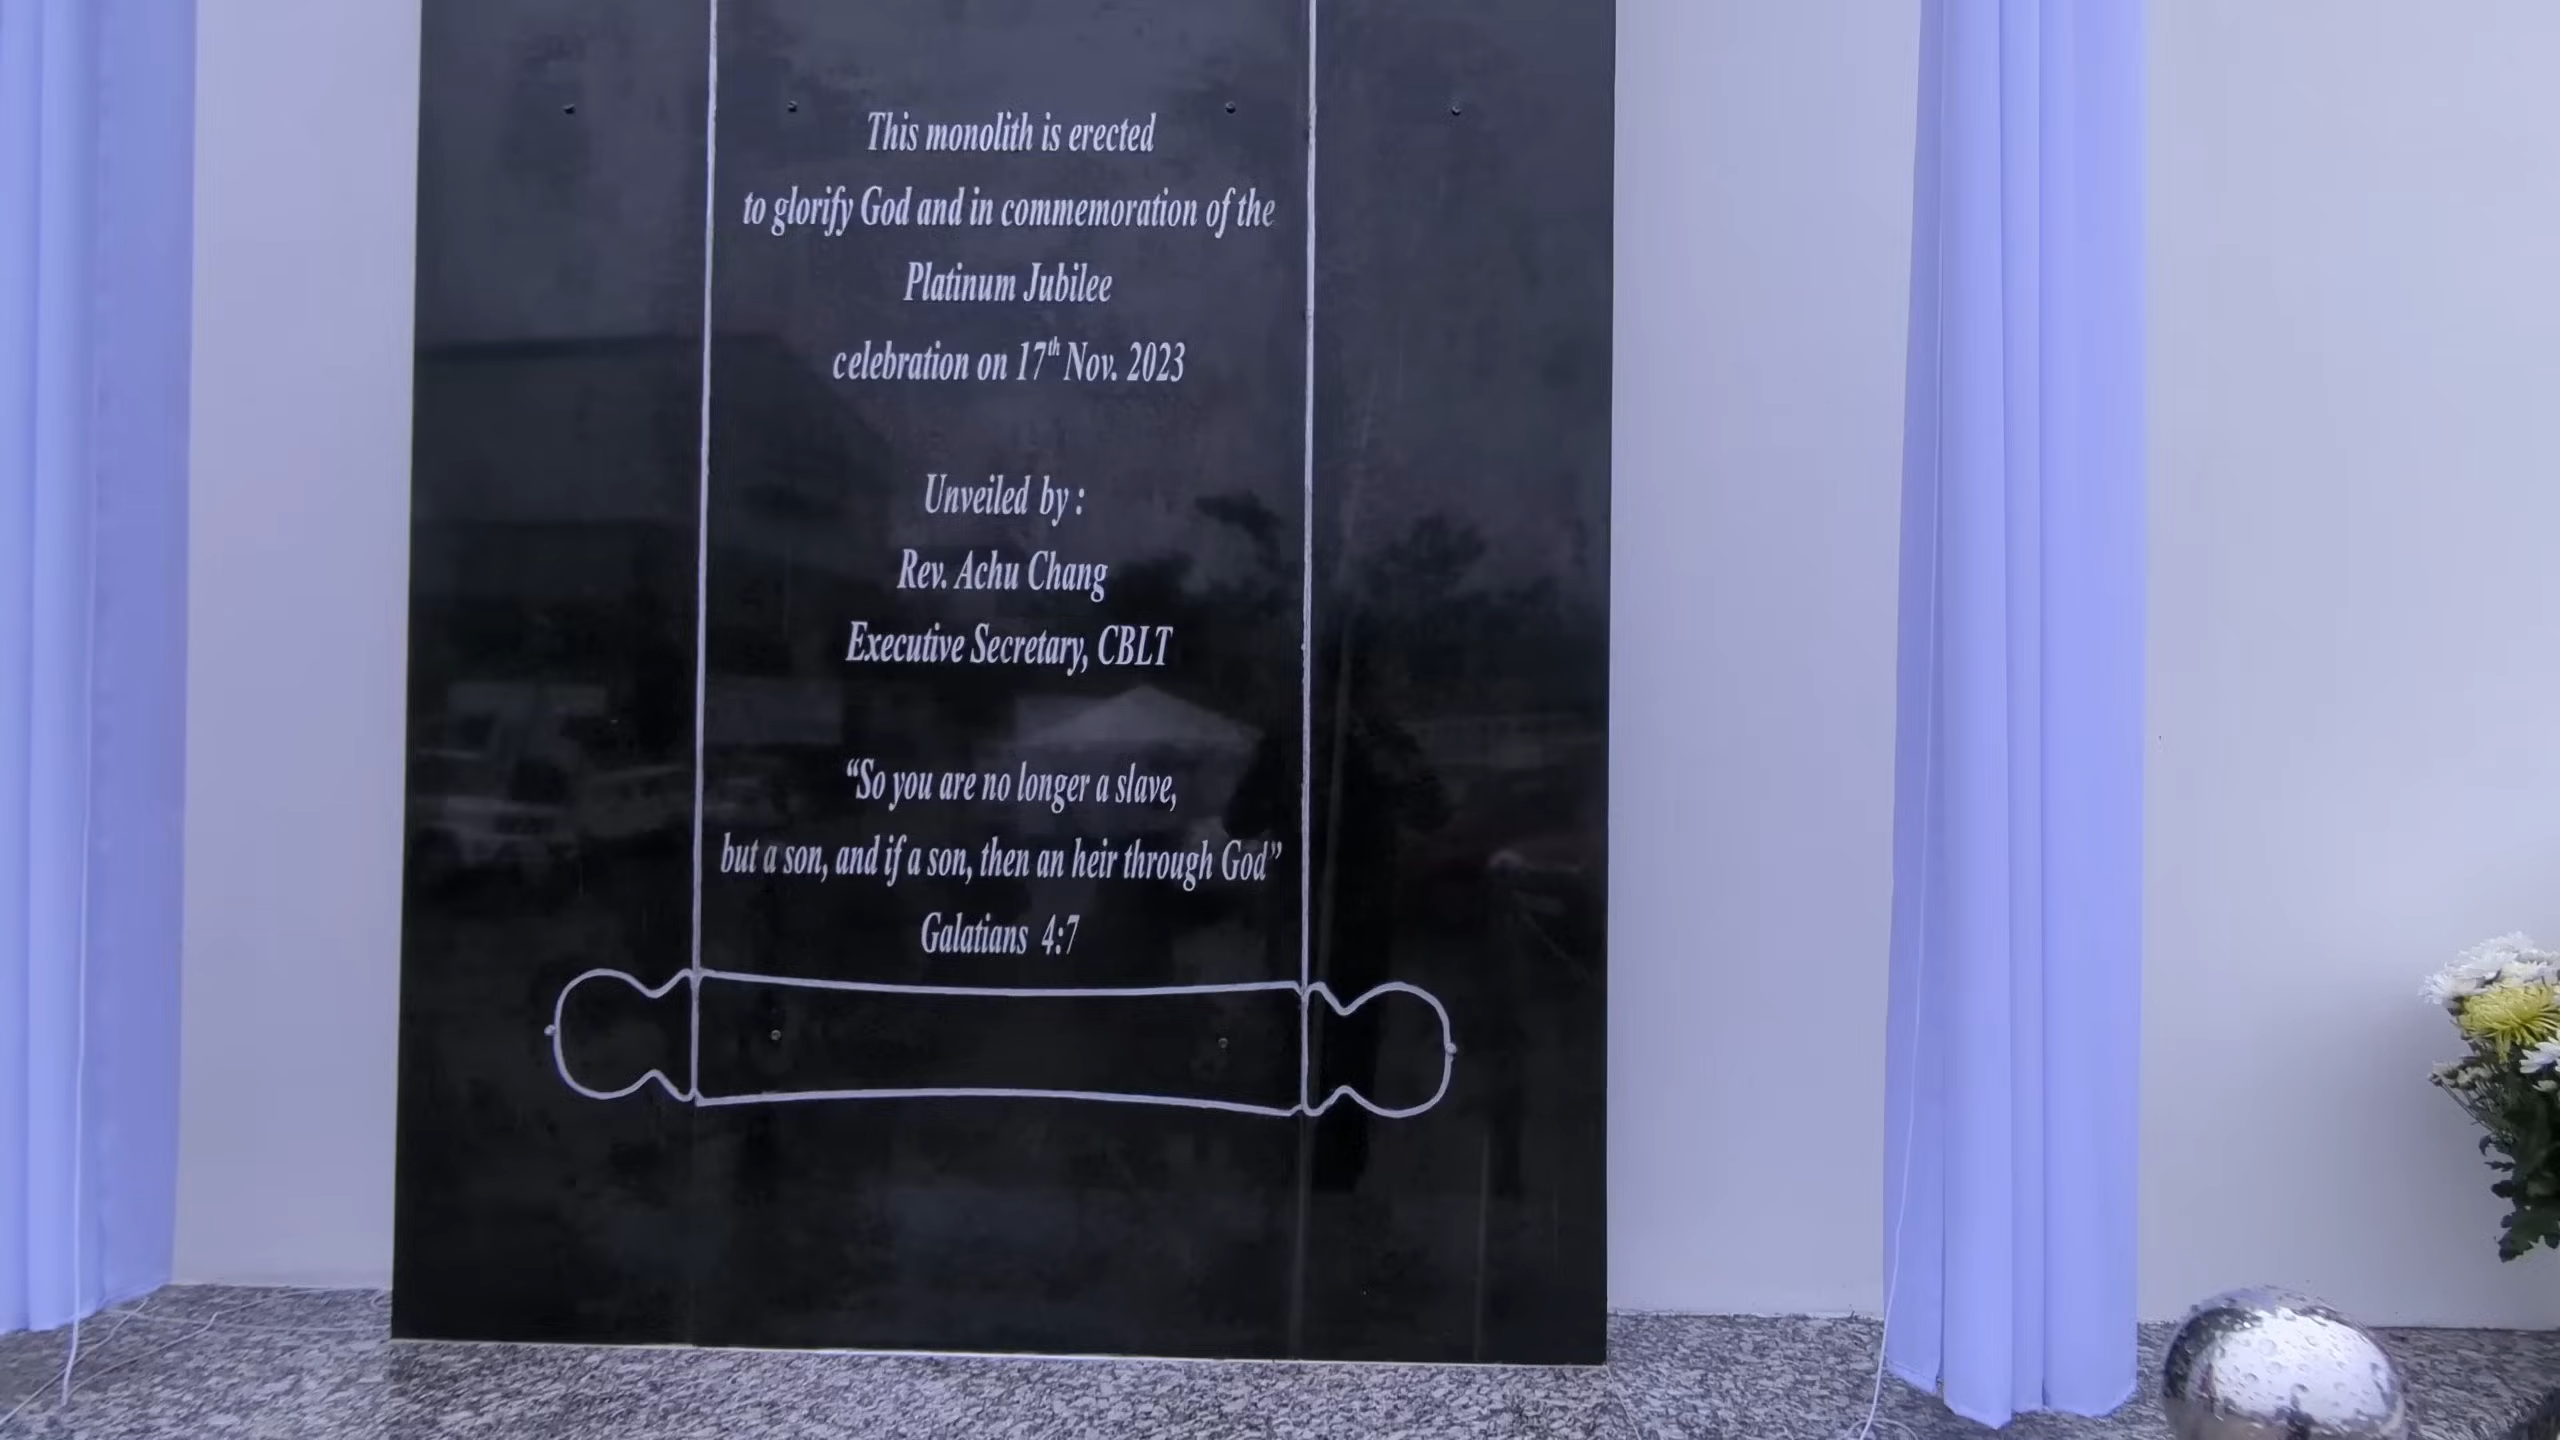 This monolith is erected
to glorify God and in commemoration of the
Platinum Jubilee
celebration on 17th Nov. 2023
Unveiled by :
Rev. Achu Chang
Executive Secretary, CBLT
“So you are no longer a slave,
but a son, and if a son, then an heir through God”
Galatians 4:7